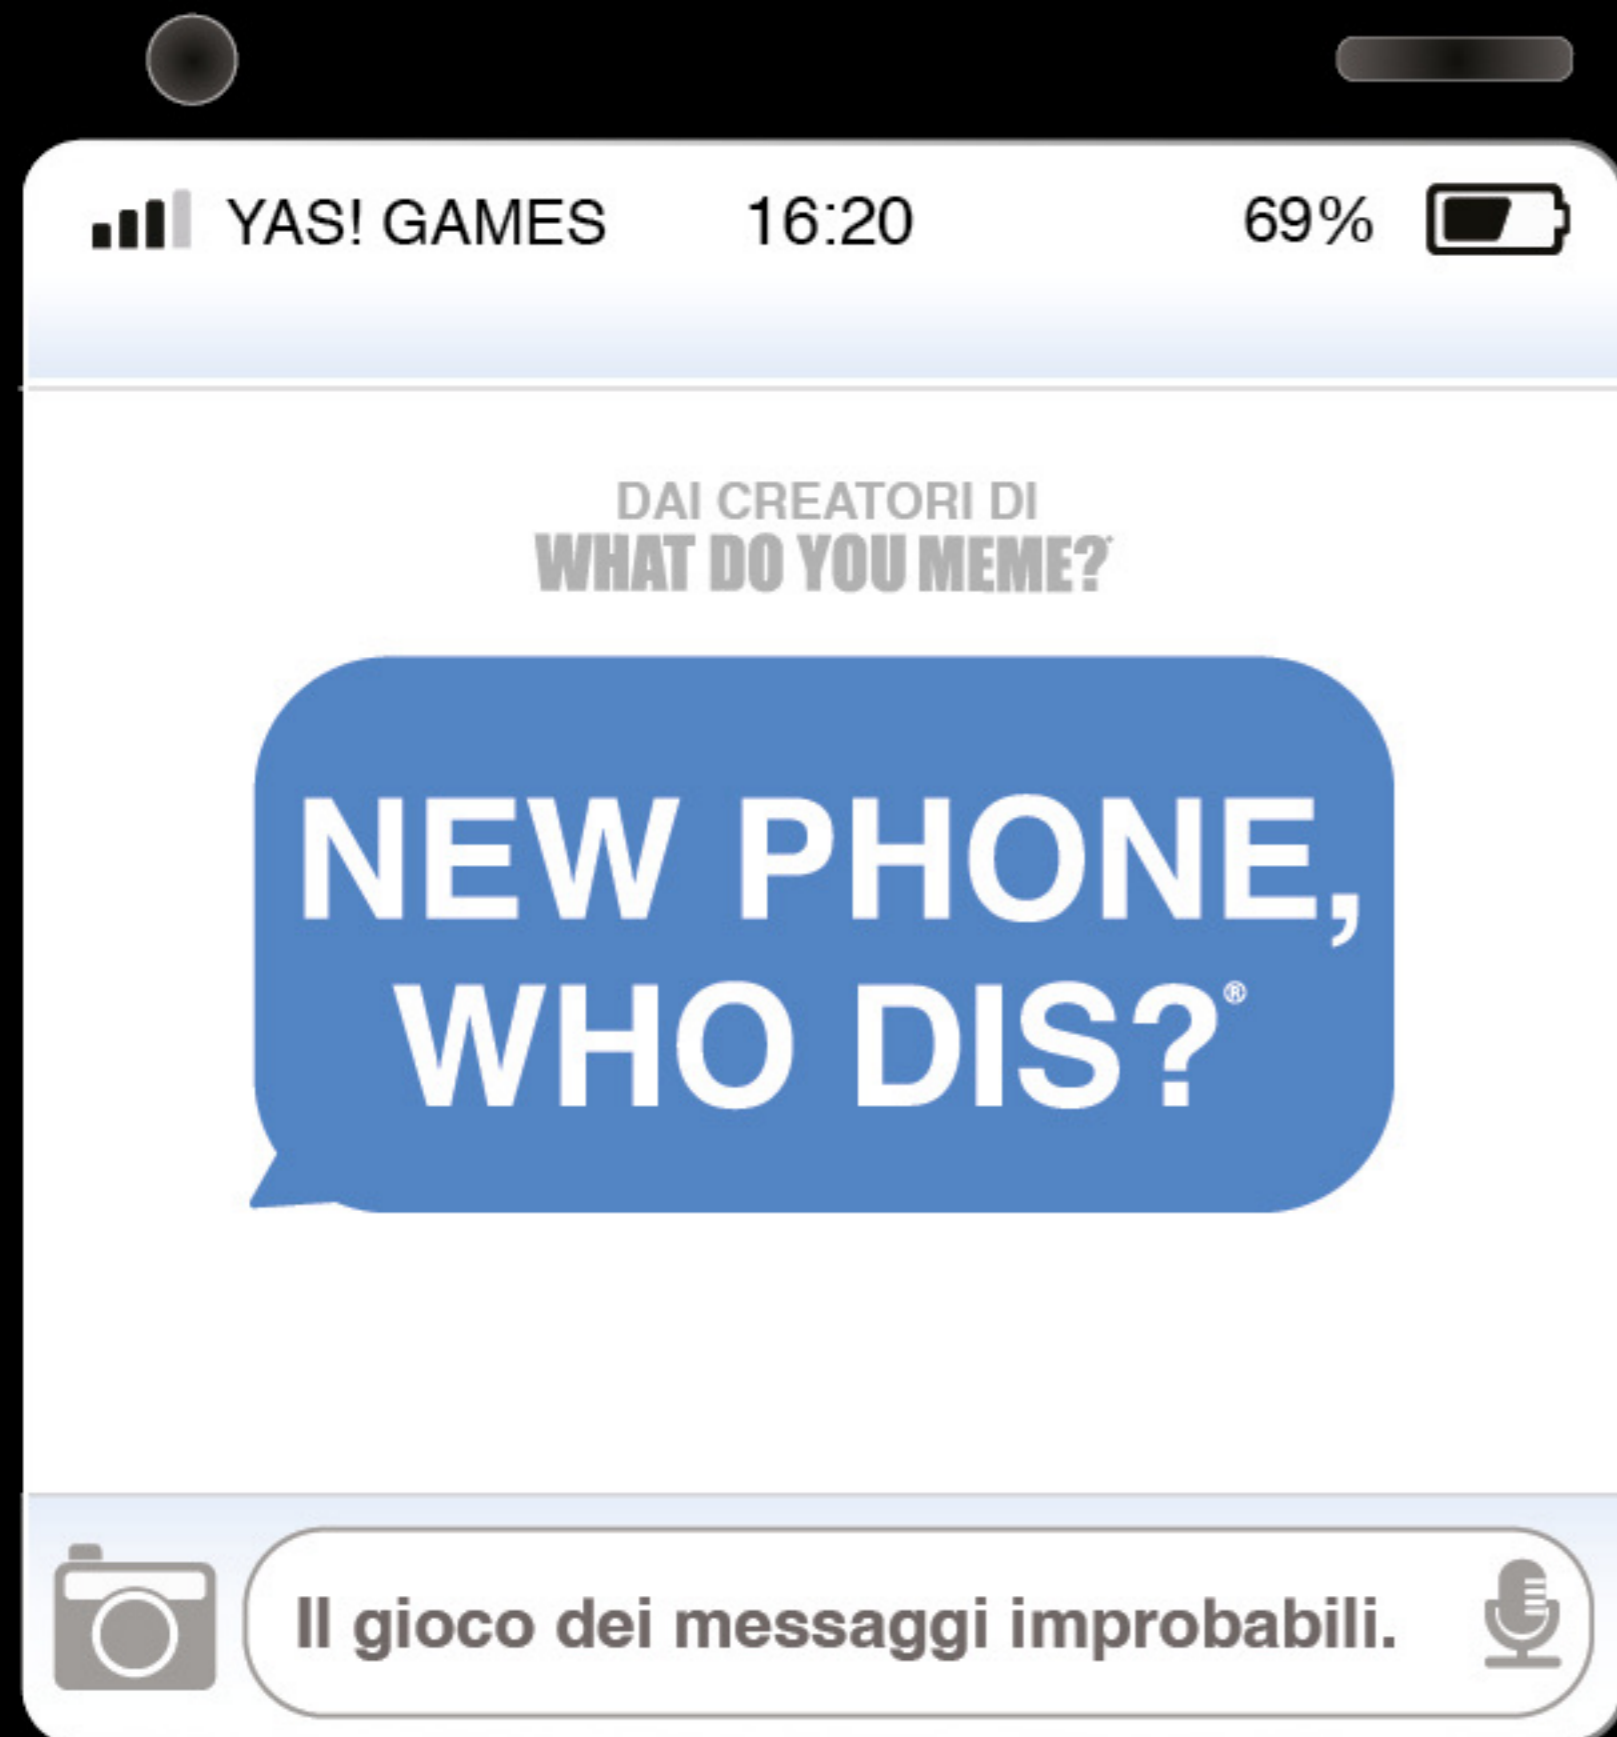 YAS! GAMES 16:20 69%
DAI CREATORI DI
WHAT DO YOU MEME?
NEW PHONE,
WHO DIS?®
Il gioco dei messaggi improbabili.